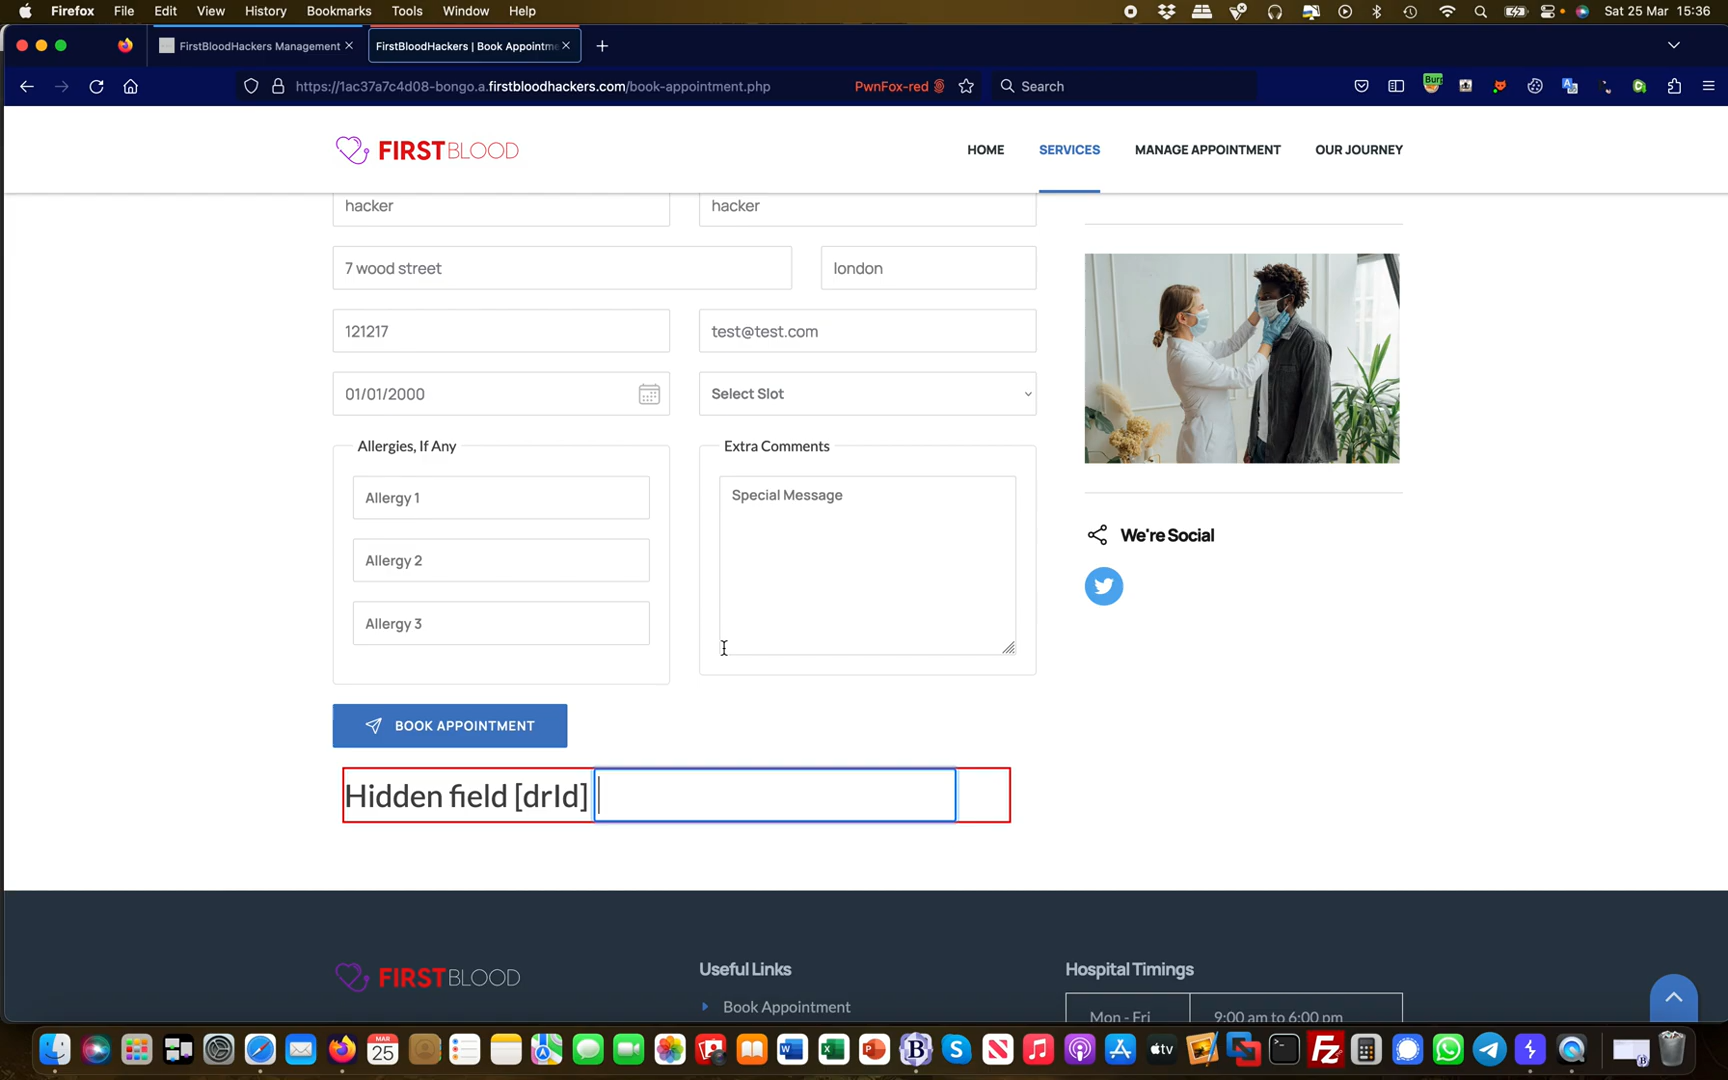 Firefox File Edit View History Bookmarks Tools Window Help Sat 25 Mar 15:36
FirstBloodHackers Management FirstBloodHackers | Book Appointme
https://1ac37a7c4d08-bongo.a.firstbloodhackers.com/book-appointment.php PwnFox-red Search
FIRSTBLOOD HOME SERVICES MANAGE APPOINTMENT OUR JOURNEY
hacker hacker
7 wood street london
121217 test@test.com
01/01/2000 Select Slot
Allergies, If Any Extra Comments
Allergy 1 Special Message
Allergy 2
Allergy 3
We're Social
BOOK APPOINTMENT
Hidden field [drId]
FIRSTBLOOD Useful Links Hospital Timings
Book Appointment Mon - Fri 9:00 am to 6:00 pm